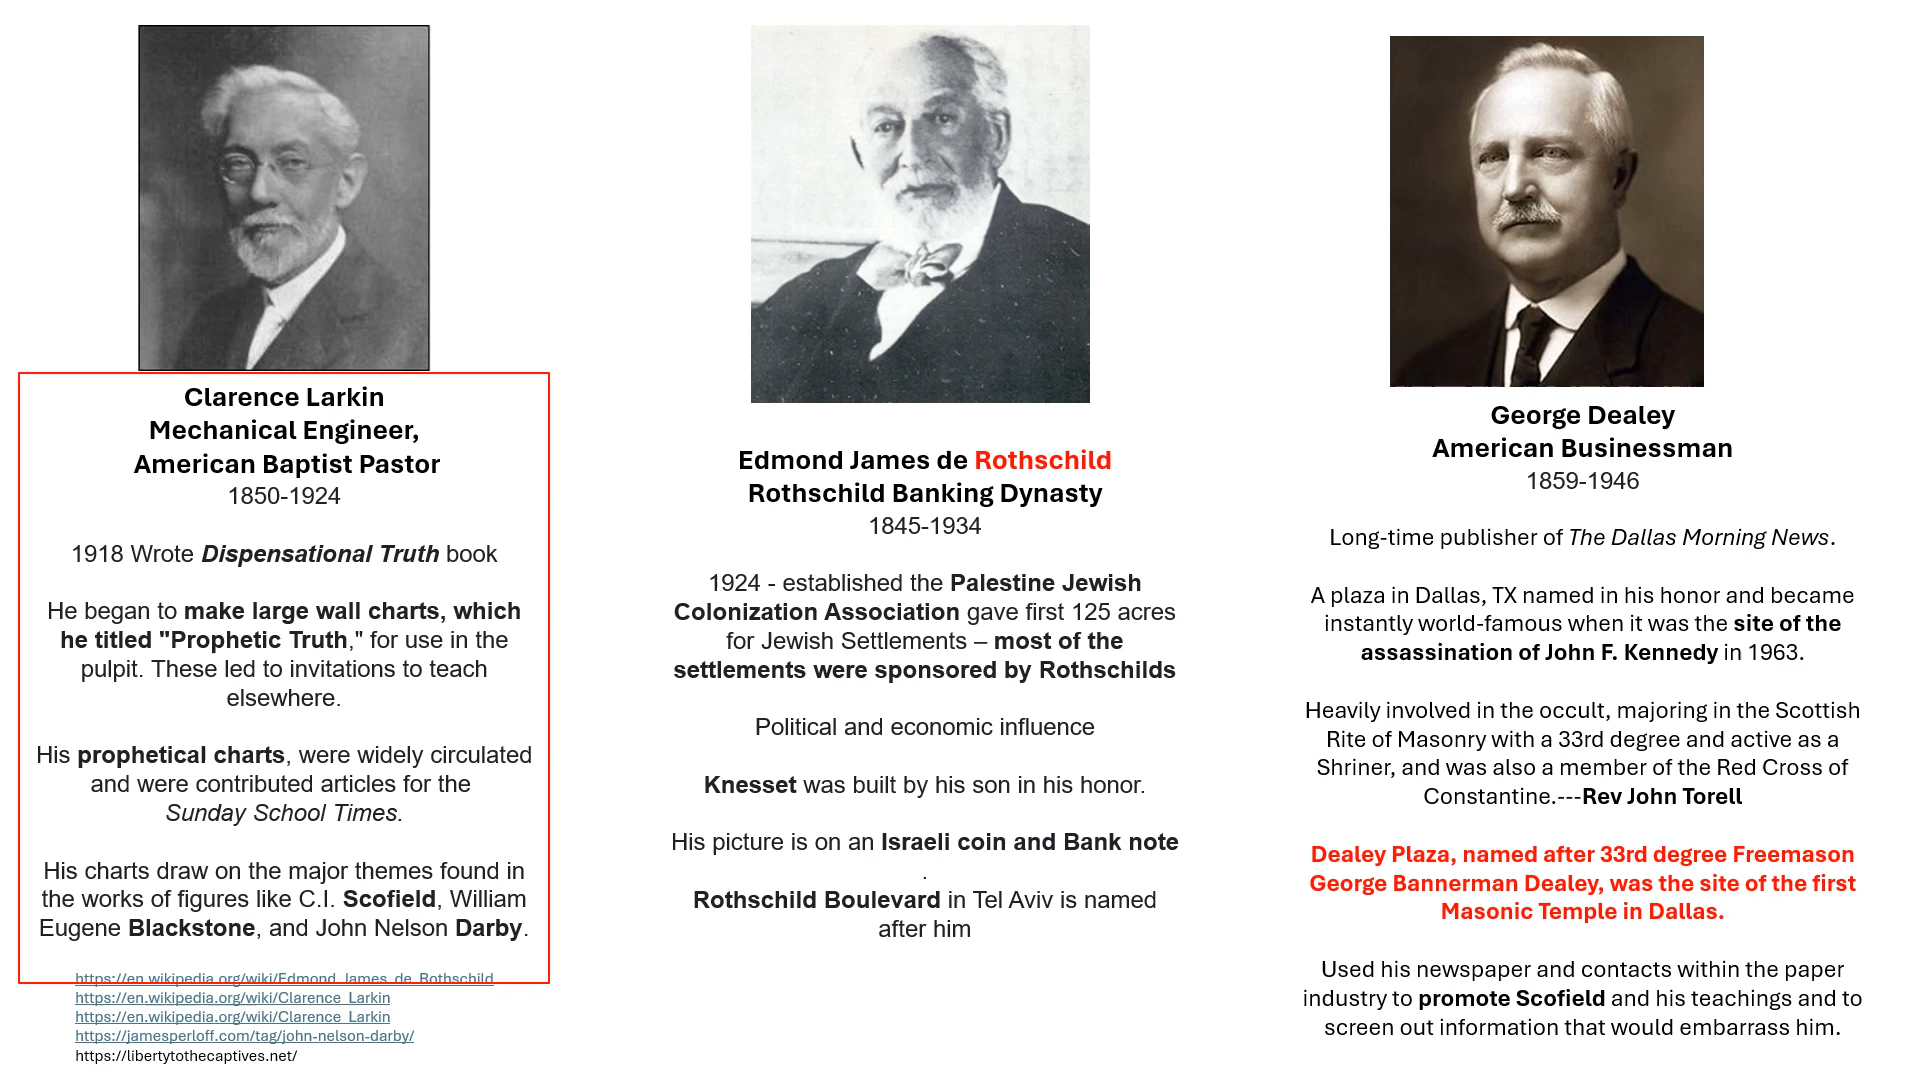 Clarence Larkin
Mechanical Engineer,
American Baptist Pastor
1850-1924
1918 Wrote Dispensational Truth book
He began to make large wall charts, which
he titled "Prophetic Truth," for use in the
pulpit. These led to invitations to teach
elsewhere.
His prophetical charts, were widely circulated
and were contributed articles for the
Sunday School Times.
His charts draw on the major themes found in
the works of figures like C.I. Scofield, William
Eugene Blackstone, and John Nelson Darby.
https://en.wikipedia.org/wiki/Edmond_James_de_Rothschild
https://en.wikipedia.org/wiki/Clarence_Larkin
https://en.wikipedia.org/wiki/Clarence_Larkin
https://jamesperloff.com/tag/john-nelson-darby/
https://libertytothecaptives.net/
Edmond James de Rothschild
Rothschild Banking Dynasty
1845-1934
1924 - established the Palestine Jewish
Colonization Association gave first 125 acres
for Jewish Settlements – most of the
settlements were sponsored by Rothschilds
Political and economic influence
Knesset was built by his son in his honor.
His picture is on an Israeli coin and Bank note
.
Rothschild Boulevard in Tel Aviv is named
after him
George Dealey
American Businessman
1859-1946
Long-time publisher of The Dallas Morning News.
A plaza in Dallas, TX named in his honor and became
instantly world-famous when it was the site of the
assassination of John F. Kennedy in 1963.
Heavily involved in the occult, majoring in the Scottish
Rite of Masonry with a 33rd degree and active as a
Shriner, and was also a member of the Red Cross of
Constantine.---Rev John Torell
Dealey Plaza, named after 33rd degree Freemason
George Bannerman Dealey, was the site of the first
Masonic Temple in Dallas.
Used his newspaper and contacts within the paper
industry to promote Scofield and his teachings and to
screen out information that would embarrass him.